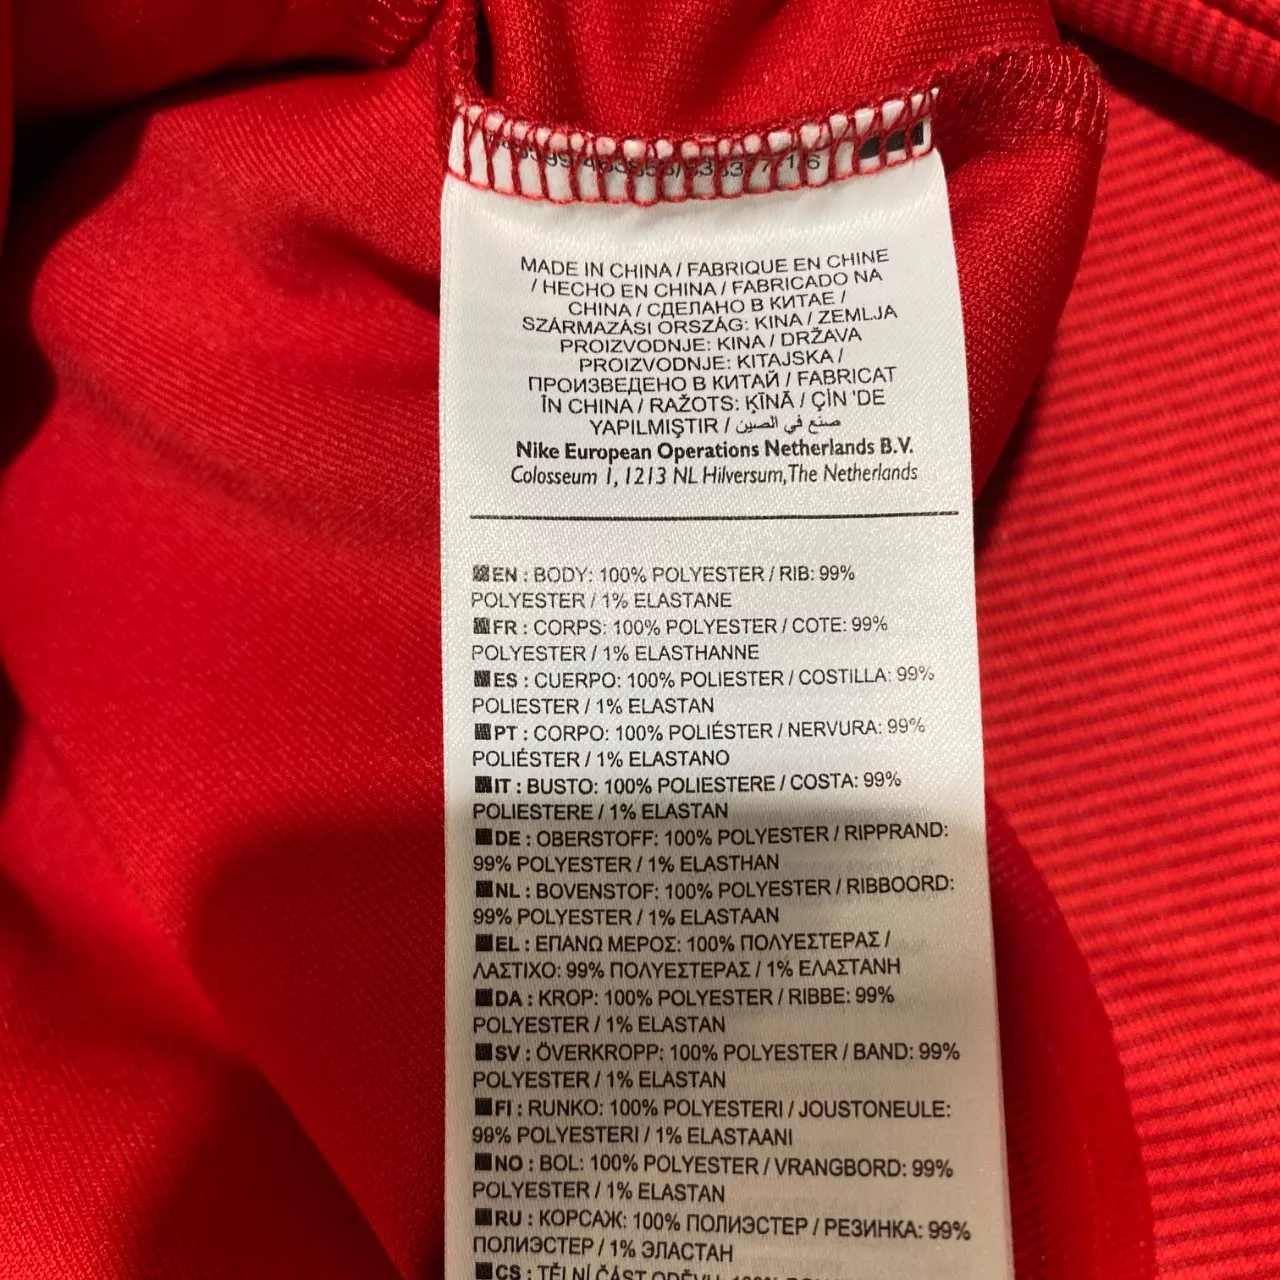 MADE IN CHINA / FABRIQUE EN CHINE
/ HECHO EN CHINA / FABRICADO NA
CHINA / СДЕЛАНО В КИТАЕ /
SZÁRMAZÁSI ORSZÁG: KINA / ZEMLJA
PROIZVODNJE: KINA / DRŽAVA
PROIZVODNJE: KITAJSKA /
ПРОИЗВЕДЕНО В КИТАЙ / FABRICAT
ÎN CHINA / RAŽOTS: ĶĪNĀ / ÇİN 'DE
YAPILMIŞTIR / صنع في الصين
Nike European Operations Netherlands B.V.
Colosseum 1, 1213 NL Hilversum, The Netherlands
EN : BODY: 100% POLYESTER / RIB: 99%
POLYESTER / 1% ELASTANE
FR : CORPS: 100% POLYESTER / COTE: 99%
POLYESTER / 1% ELASTHANNE
ES : CUERPO: 100% POLIESTER / COSTILLA: 99%
POLIESTER / 1% ELASTAN
PT : CORPO: 100% POLIÉSTER / NERVURA: 99%
POLIÉSTER / 1% ELASTANO
IT : BUSTO: 100% POLIESTERE / COSTA: 99%
POLIESTERE / 1% ELASTAN
DE : OBERSTOFF: 100% POLYESTER / RIPPRAND:
99% POLYESTER / 1% ELASTHAN
NL : BOVENSTOF: 100% POLYESTER / RIBBOORD:
99% POLYESTER / 1% ELASTAAN
EL : ΕΠΑΝΩ ΜΕΡΟΣ: 100% ΠΟΛΥΕΣΤΕΡΑΣ /
ΛΑΣΤΙΧΟ: 99% ΠΟΛΥΕΣΤΕΡΑΣ / 1% ΕΛΑΣΤΑΝΗ
DA : KROP: 100% POLYESTER / RIBBE: 99%
POLYESTER / 1% ELASTAN
SV : ÖVERKROPP: 100% POLYESTER / BAND: 99%
POLYESTER / 1% ELASTAN
FI : RUNKO: 100% POLYESTERI / JOUSTONEULE:
99% POLYESTERI / 1% ELASTAANI
NO : BOL: 100% POLYESTER / VRANGBORD: 99%
POLYESTER / 1% ELASTAN
RU : КОРСАЖ: 100% ПОЛИЭСТЕР / РЕЗИНКА: 99%
ПОЛИЭСТЕР / 1% ЭЛАСТАН
CS : TĚLNÍ ČÁST ODĚVU: 100%